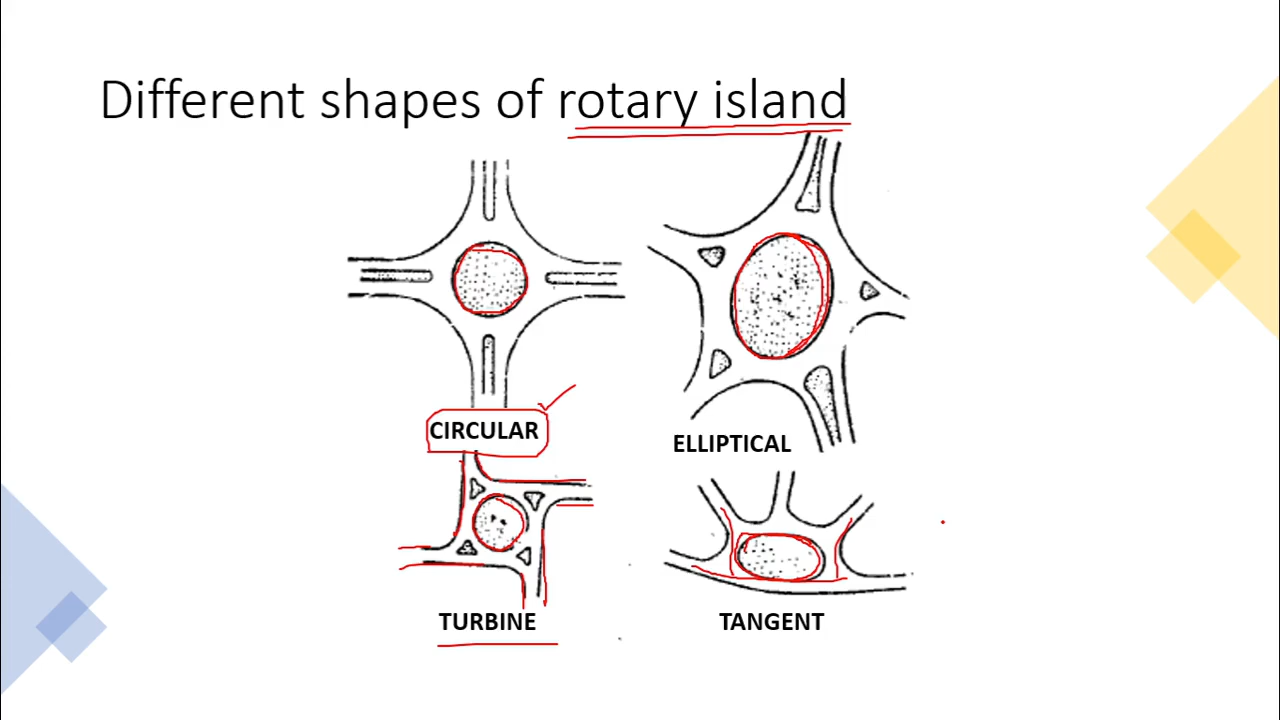 Different shapes of rotary island
CIRCULAR
ELLIPTICAL
TURBINE
TANGENT